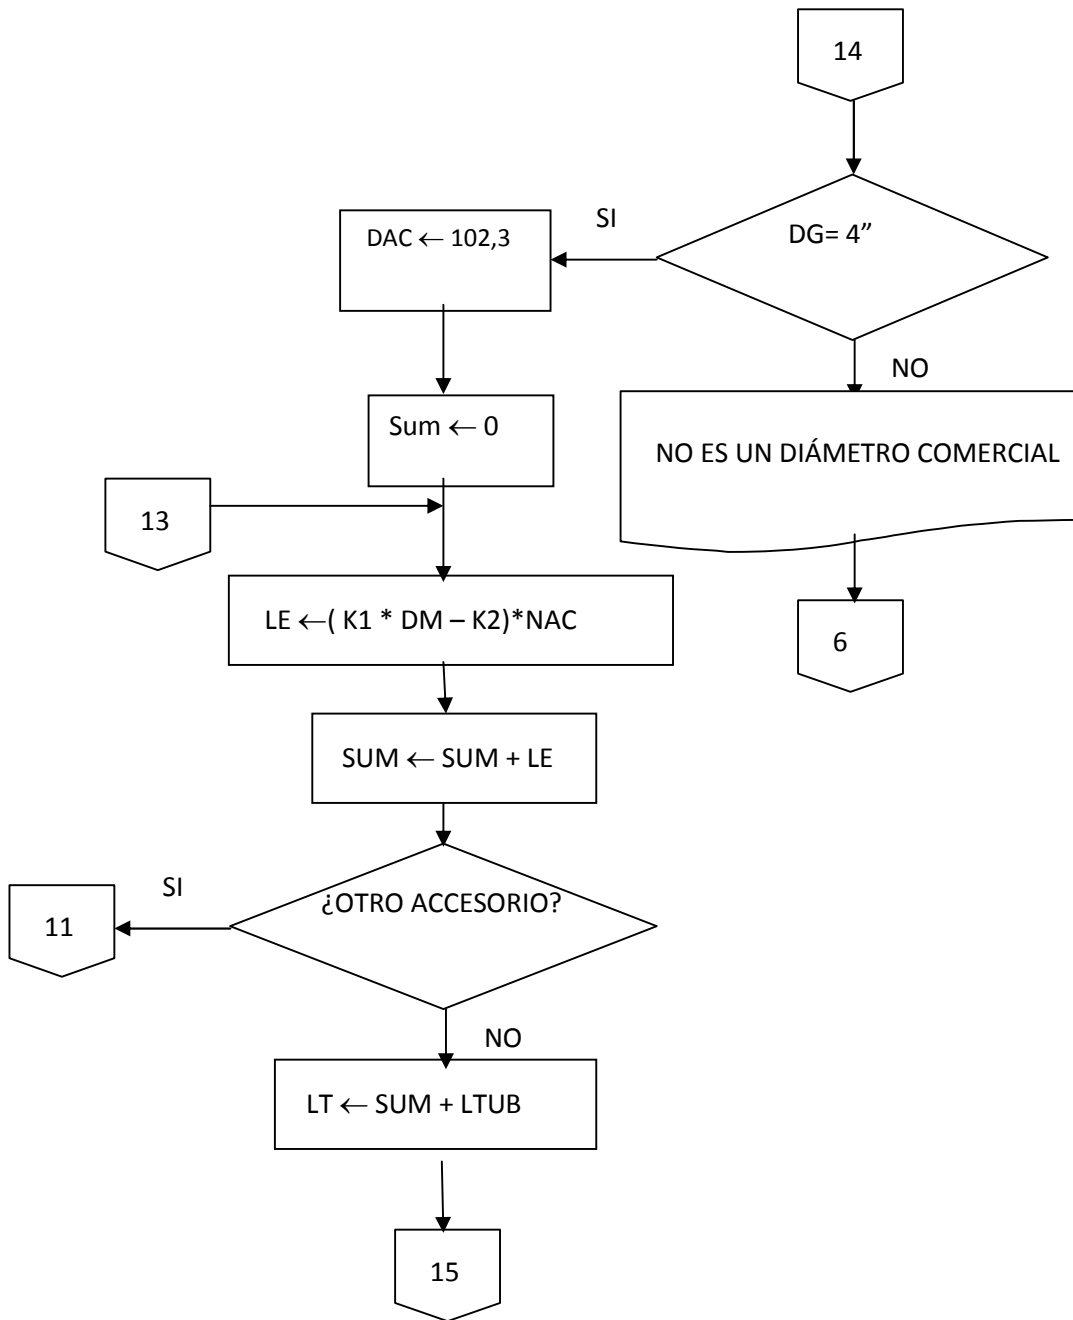 14
DG= 4”
SI
DAC ← 102,3
NO
Sum ← 0
NO ES UN DIÁMETRO COMERCIAL
13
LE ←( K1 * DM – K2)*NAC
6
SUM ← SUM + LE
SI
¿OTRO ACCESORIO?
11
NO
LT ← SUM + LTUB
15